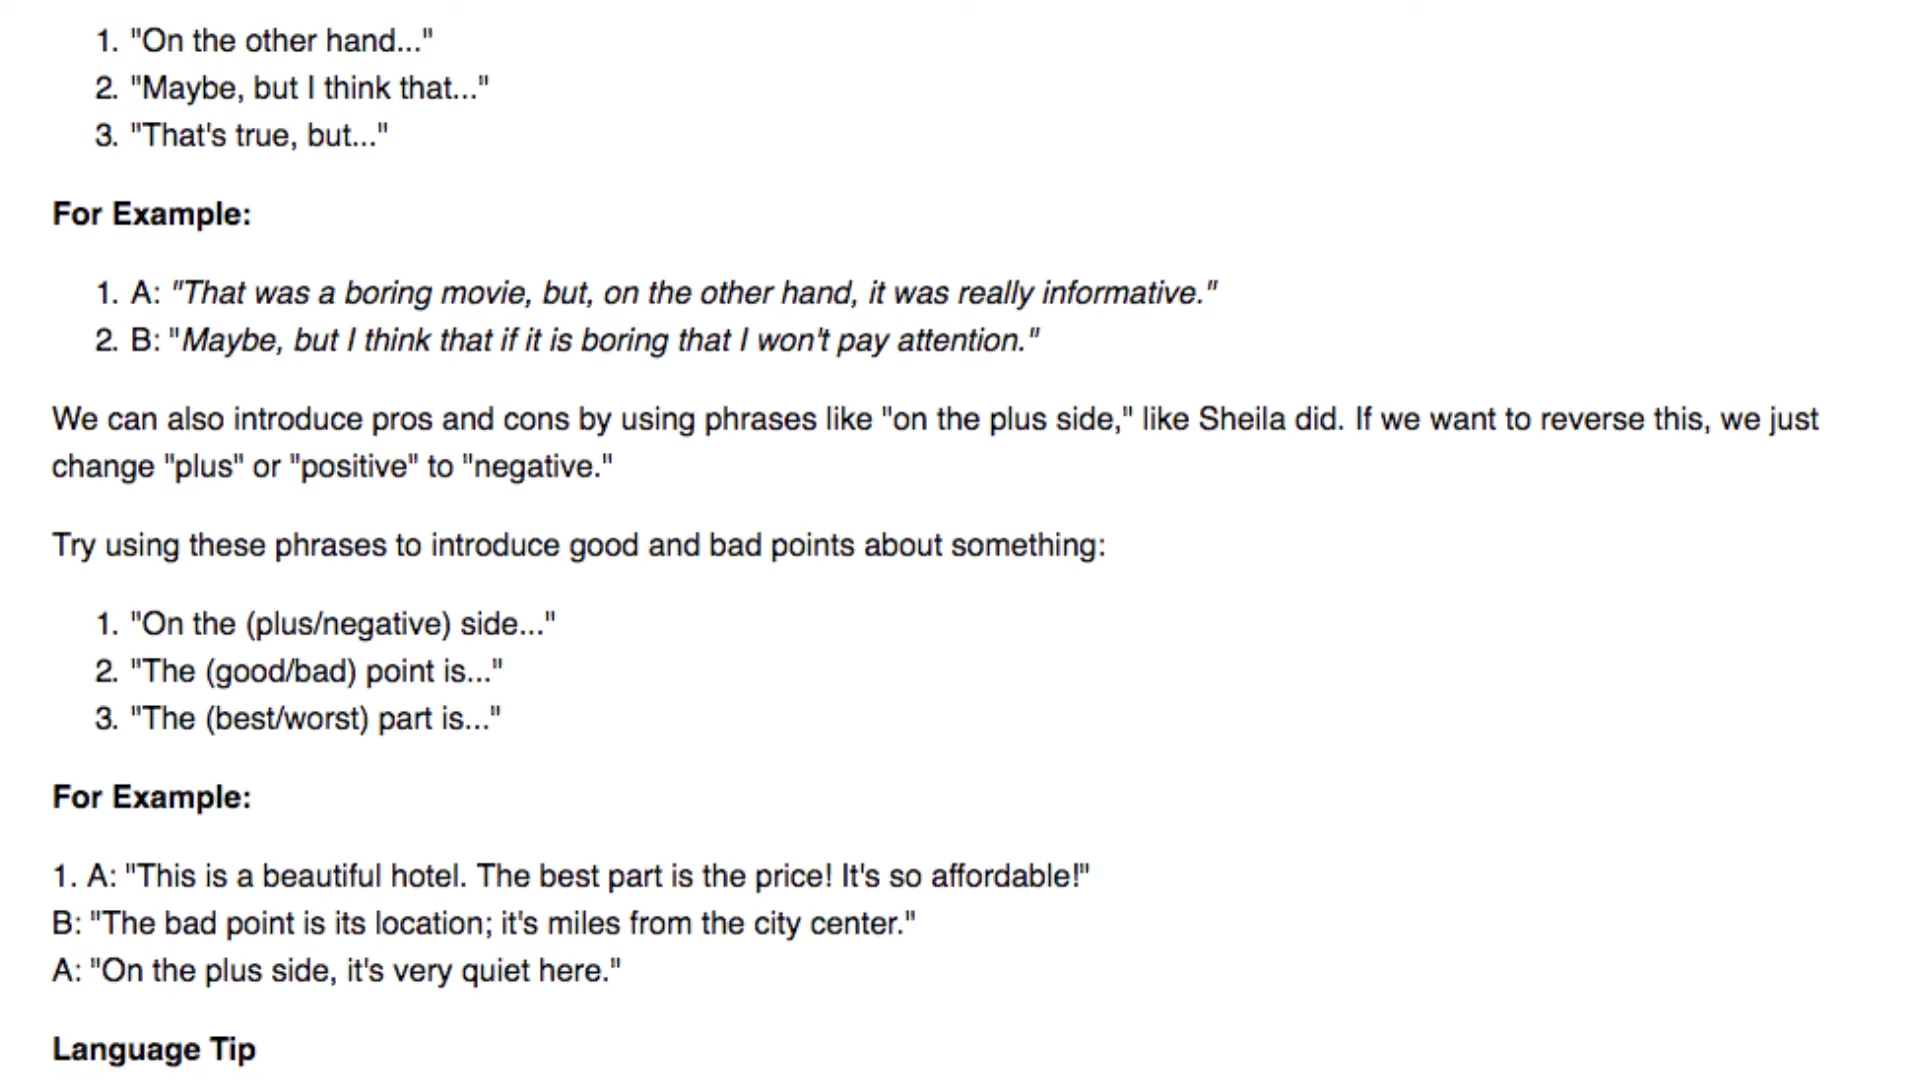 1. "On the other hand..."
2. "Maybe, but I think that..."
3. "That's true, but..."
For Example:
1. A: "That was a boring movie, but, on the other hand, it was really informative."
2. B: "Maybe, but I think that if it is boring that I won't pay attention."
We can also introduce pros and cons by using phrases like "on the plus side," like Sheila did. If we want to reverse this, we just
change "plus" or "positive" to "negative."
Try using these phrases to introduce good and bad points about something:
1. "On the (plus/negative) side..."
2. "The (good/bad) point is..."
3. "The (best/worst) part is..."
For Example:
1. A: "This is a beautiful hotel. The best part is the price! It's so affordable!"
B: "The bad point is its location; it's miles from the city center."
A: "On the plus side, it's very quiet here."
Language Tip